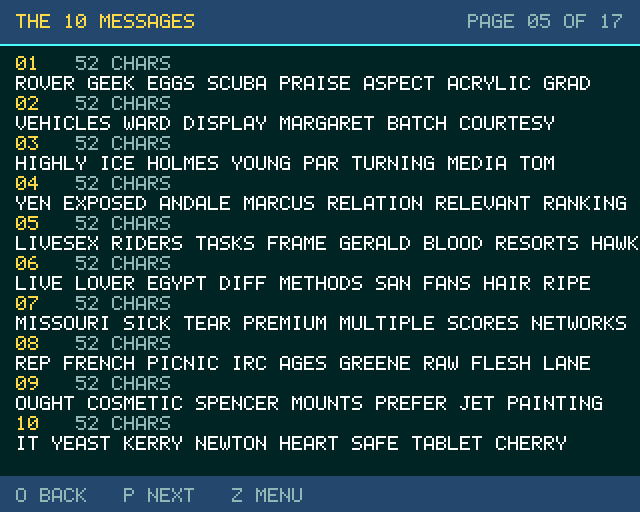 THE 10 MESSAGES PAGE 05 OF 17
01 52 CHARS
ROVER GEEK EGGS SCUBA PRAISE ASPECT ACRYLIC GRAD
02 52 CHARS
VEHICLES WARD DISPLAY MARGARET BATCH COURTESY
03 52 CHARS
HIGHLY ICE HOLMES YOUNG PAR TURNING MEDIA TOM
04 52 CHARS
YEN EXPOSED ANDALE MARCUS RELATION RELEVANT RANKING
05 52 CHARS
LIVESEX RIDERS TASKS FRAME GERALD BLOOD RESORTS HAWK
06 52 CHARS
LIVE LOVER EGYPT DIFF METHODS SAN FANS HAIR RIPE
07 52 CHARS
MISSOURI SICK TEAR PREMIUM MULTIPLE SCORES NETWORKS
08 52 CHARS
REP FRENCH PICNIC IRC AGES GREENE RAW FLESH LANE
09 52 CHARS
OUGHT COSMETIC SPENCER MOUNTS PREFER JET PAINTING
10 52 CHARS
IT YEAST KERRY NEWTON HEART SAFE TABLET CHERRY
O BACK P NEXT Z MENU